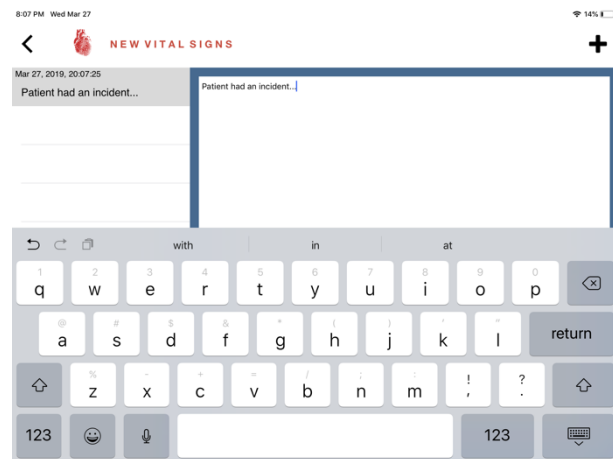 8:07 PM Wed Mar 27
14%
NEW VITAL SIGNS
Mar 27, 2019, 20:07:25
Patient had an incident...
Patient had an incident...
with in at
1 2 3 4 5 6 7 8 9 0
q w e r t y u i o p
@ # $ & * ( ) ' "
a s d f g h j k l return
% - + = / ; : ! ?
z x c v b n m , .
123 123